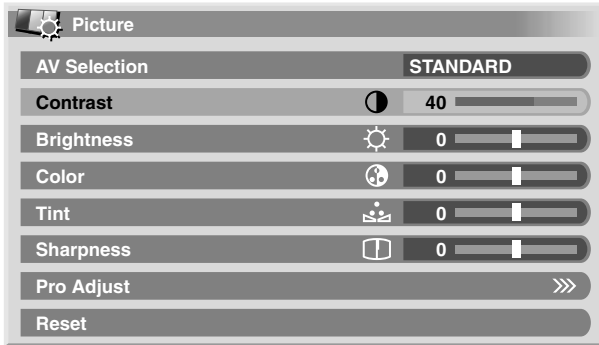 Picture
AV Selection STANDARD
Contrast 40
Brightness 0
Color 0
Tint 0
Sharpness 0
Pro Adjust
Reset